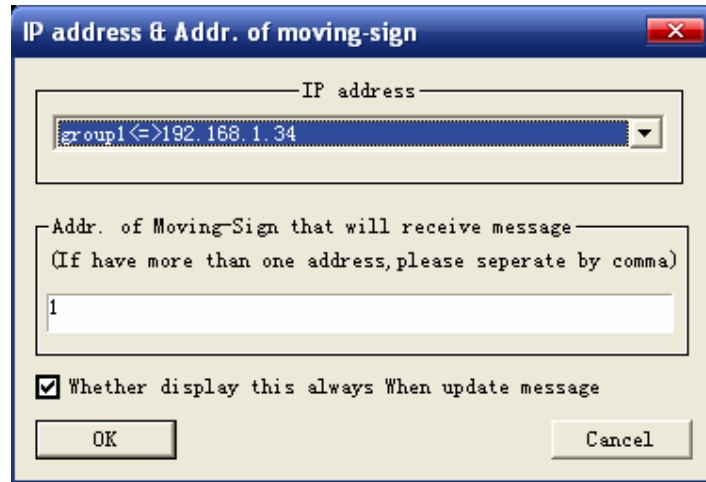 IP address & Addr. of moving-sign
IP address
group1<=>192.168.1.34
Addr. of Moving-Sign that will receive message
(If have more than one address,please seperate by comma)
1
Whether display this always When update message
OK
Cancel